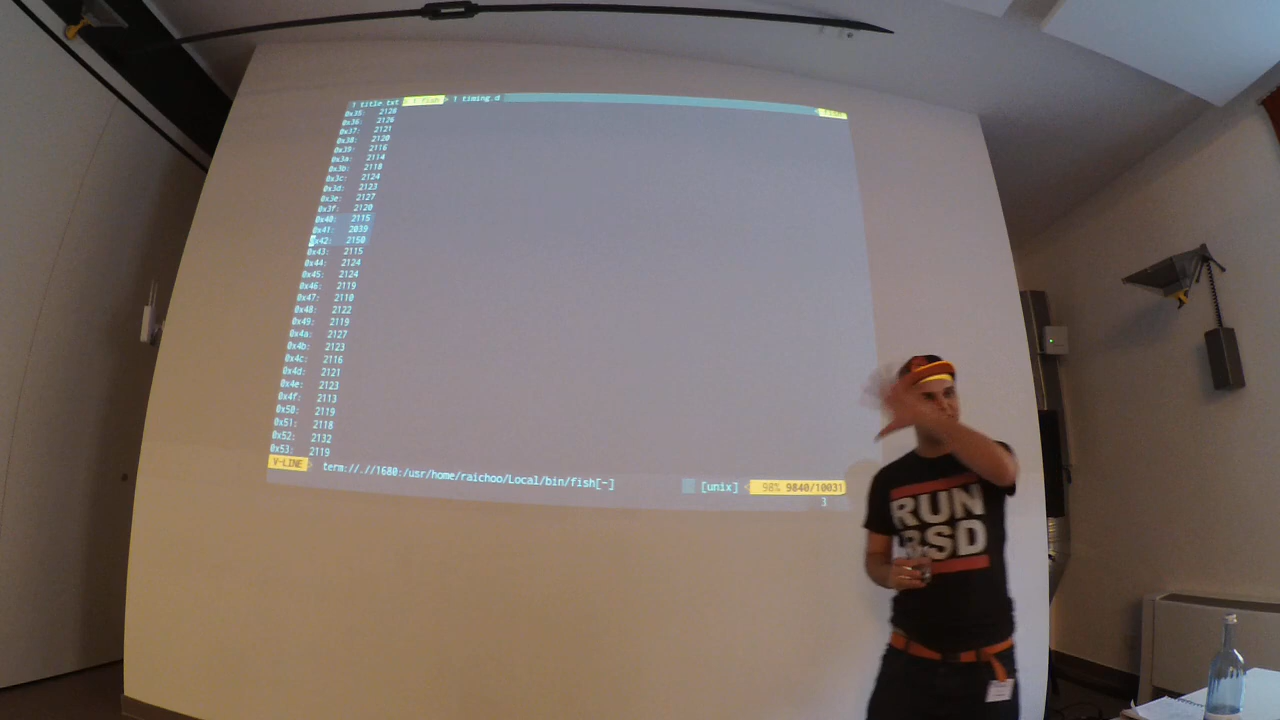 1 title.txt 1 fish 1 timing.d
0x35: 2128
0x36: 2126
0x37: 2121
0x38: 2120
0x39: 2116
0x3a: 2114
0x3b: 2118
0x3c: 2124
0x3d: 2123
0x3e: 2127
0x3f: 2120
0x40: 2115
0x41: 2039
0x42: 2150
0x43: 2115
0x44: 2124
0x45: 2124
0x46: 2119
0x47: 2110
0x48: 2122
0x49: 2119
0x4a: 2127
0x4b: 2123
0x4c: 2116
0x4d: 2121
0x4e: 2123
0x4f: 2113
0x50: 2119
0x51: 2118
0x52: 2132
0x53: 2119
V-LINE term://.//1680:/usr/home/raichoo/Local/bin/fish[-] [unix] 98% 9840/10031
]
RUN
BSD